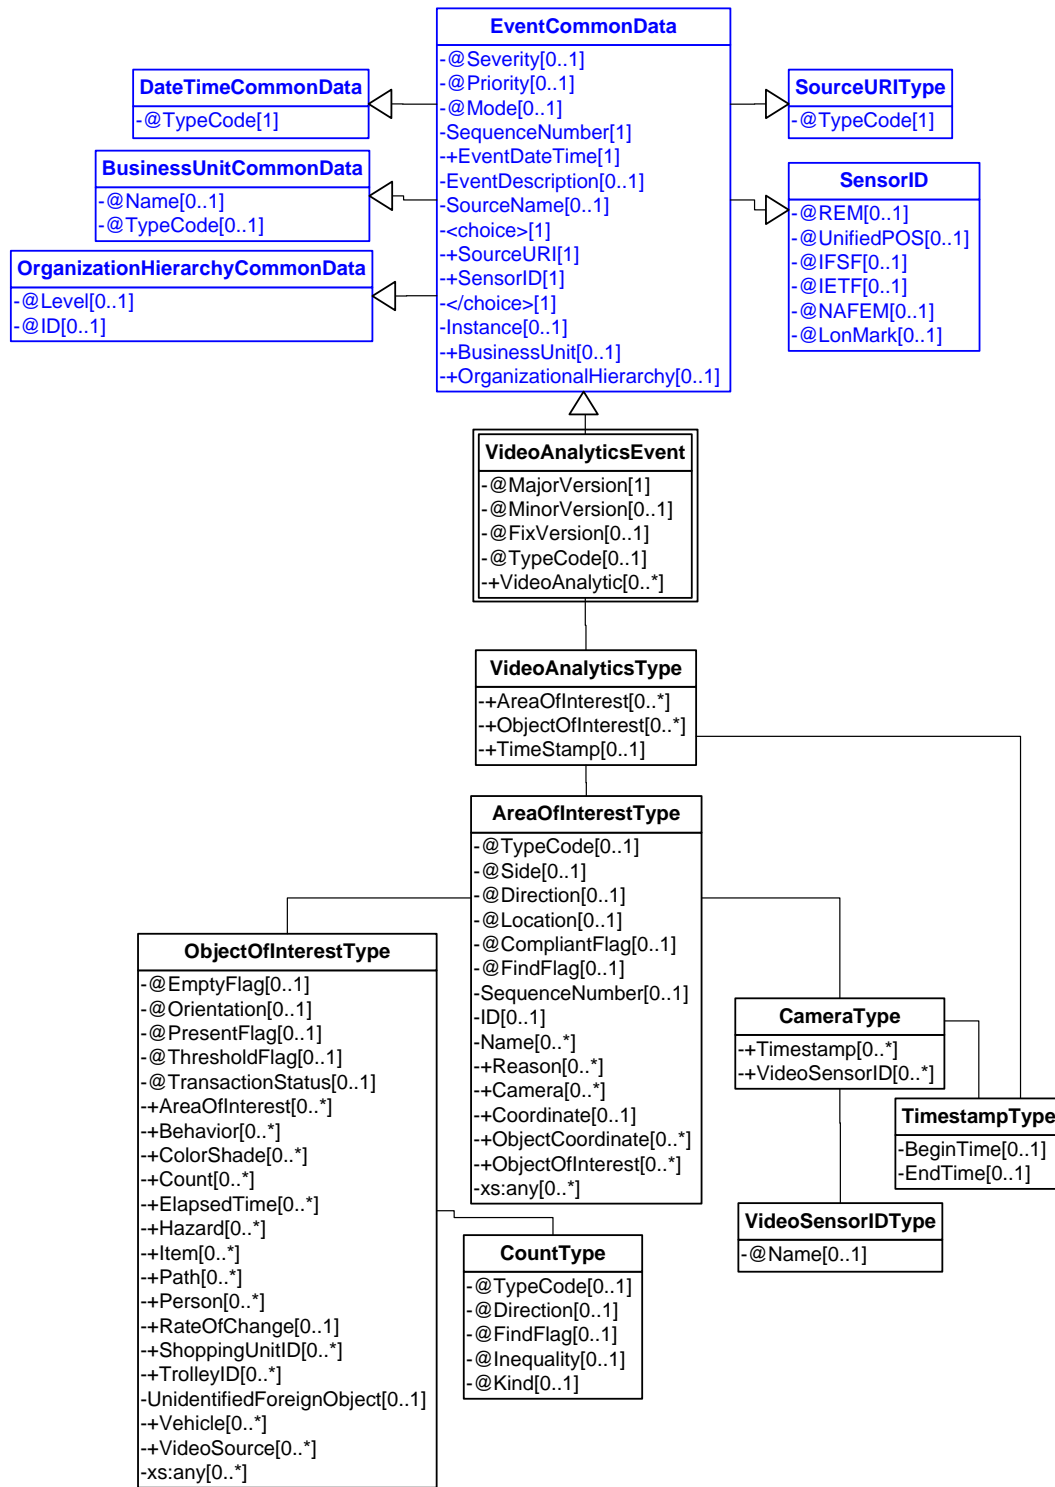 EventCommonData
-@Severity[0..1]
-@Priority[0..1]
-@Mode[0..1]
-SequenceNumber[1]
-+EventDateTime[1]
-EventDescription[0..1]
-SourceName[0..1]
-<choice>[1]
-+SourceURI[1]
-+SensorID[1]
-</choice>[1]
-Instance[0..1]
-+BusinessUnit[0..1]
-+OrganizationalHierarchy[0..1]
DateTimeCommonData
-@TypeCode[1]
BusinessUnitCommonData
-@Name[0..1]
-@TypeCode[0..1]
OrganizationHierarchyCommonData
-@Level[0..1]
-@ID[0..1]
SourceURIType
-@TypeCode[1]
SensorID
-@REM[0..1]
-@UnifiedPOS[0..1]
-@IFSF[0..1]
-@IETF[0..1]
-@NAFEM[0..1]
-@LonMark[0..1]
VideoAnalyticsEvent
-@MajorVersion[1]
-@MinorVersion[0..1]
-@FixVersion[0..1]
-@TypeCode[0..1]
-+VideoAnalytic[0..*]
VideoAnalyticsType
-+AreaOfInterest[0..*]
-+ObjectOfInterest[0..*]
-+TimeStamp[0..1]
AreaOfInterestType
-@TypeCode[0..1]
-@Side[0..1]
-@Direction[0..1]
-@Location[0..1]
-@CompliantFlag[0..1]
-@FindFlag[0..1]
-SequenceNumber[0..1]
-ID[0..1]
-Name[0..*]
-+Reason[0..*]
-+Camera[0..*]
-+Coordinate[0..1]
-+ObjectCoordinate[0..*]
-+ObjectOfInterest[0..*]
-xs:any[0..*]
ObjectOfInterestType
-@EmptyFlag[0..1]
-@Orientation[0..1]
-@PresentFlag[0..1]
-@ThresholdFlag[0..1]
-@TransactionStatus[0..1]
-+AreaOfInterest[0..*]
-+Behavior[0..*]
-+ColorShade[0..*]
-+Count[0..*]
-+ElapsedTime[0..*]
-+Hazard[0..*]
-+Item[0..*]
-+Path[0..*]
-+Person[0..*]
-+RateOfChange[0..1]
-+ShoppingUnitID[0..*]
-+TrolleyID[0..*]
-UnidentifiedForeignObject[0..1]
-+Vehicle[0..*]
-+VideoSource[0..*]
-xs:any[0..*]
CameraType
-+Timestamp[0..*]
-+VideoSensorID[0..*]
TimestampType
-BeginTime[0..1]
-EndTime[0..1]
VideoSensorIDType
-@Name[0..1]
CountType
-@TypeCode[0..1]
-@Direction[0..1]
-@FindFlag[0..1]
-@Inequality[0..1]
-@Kind[0..1]